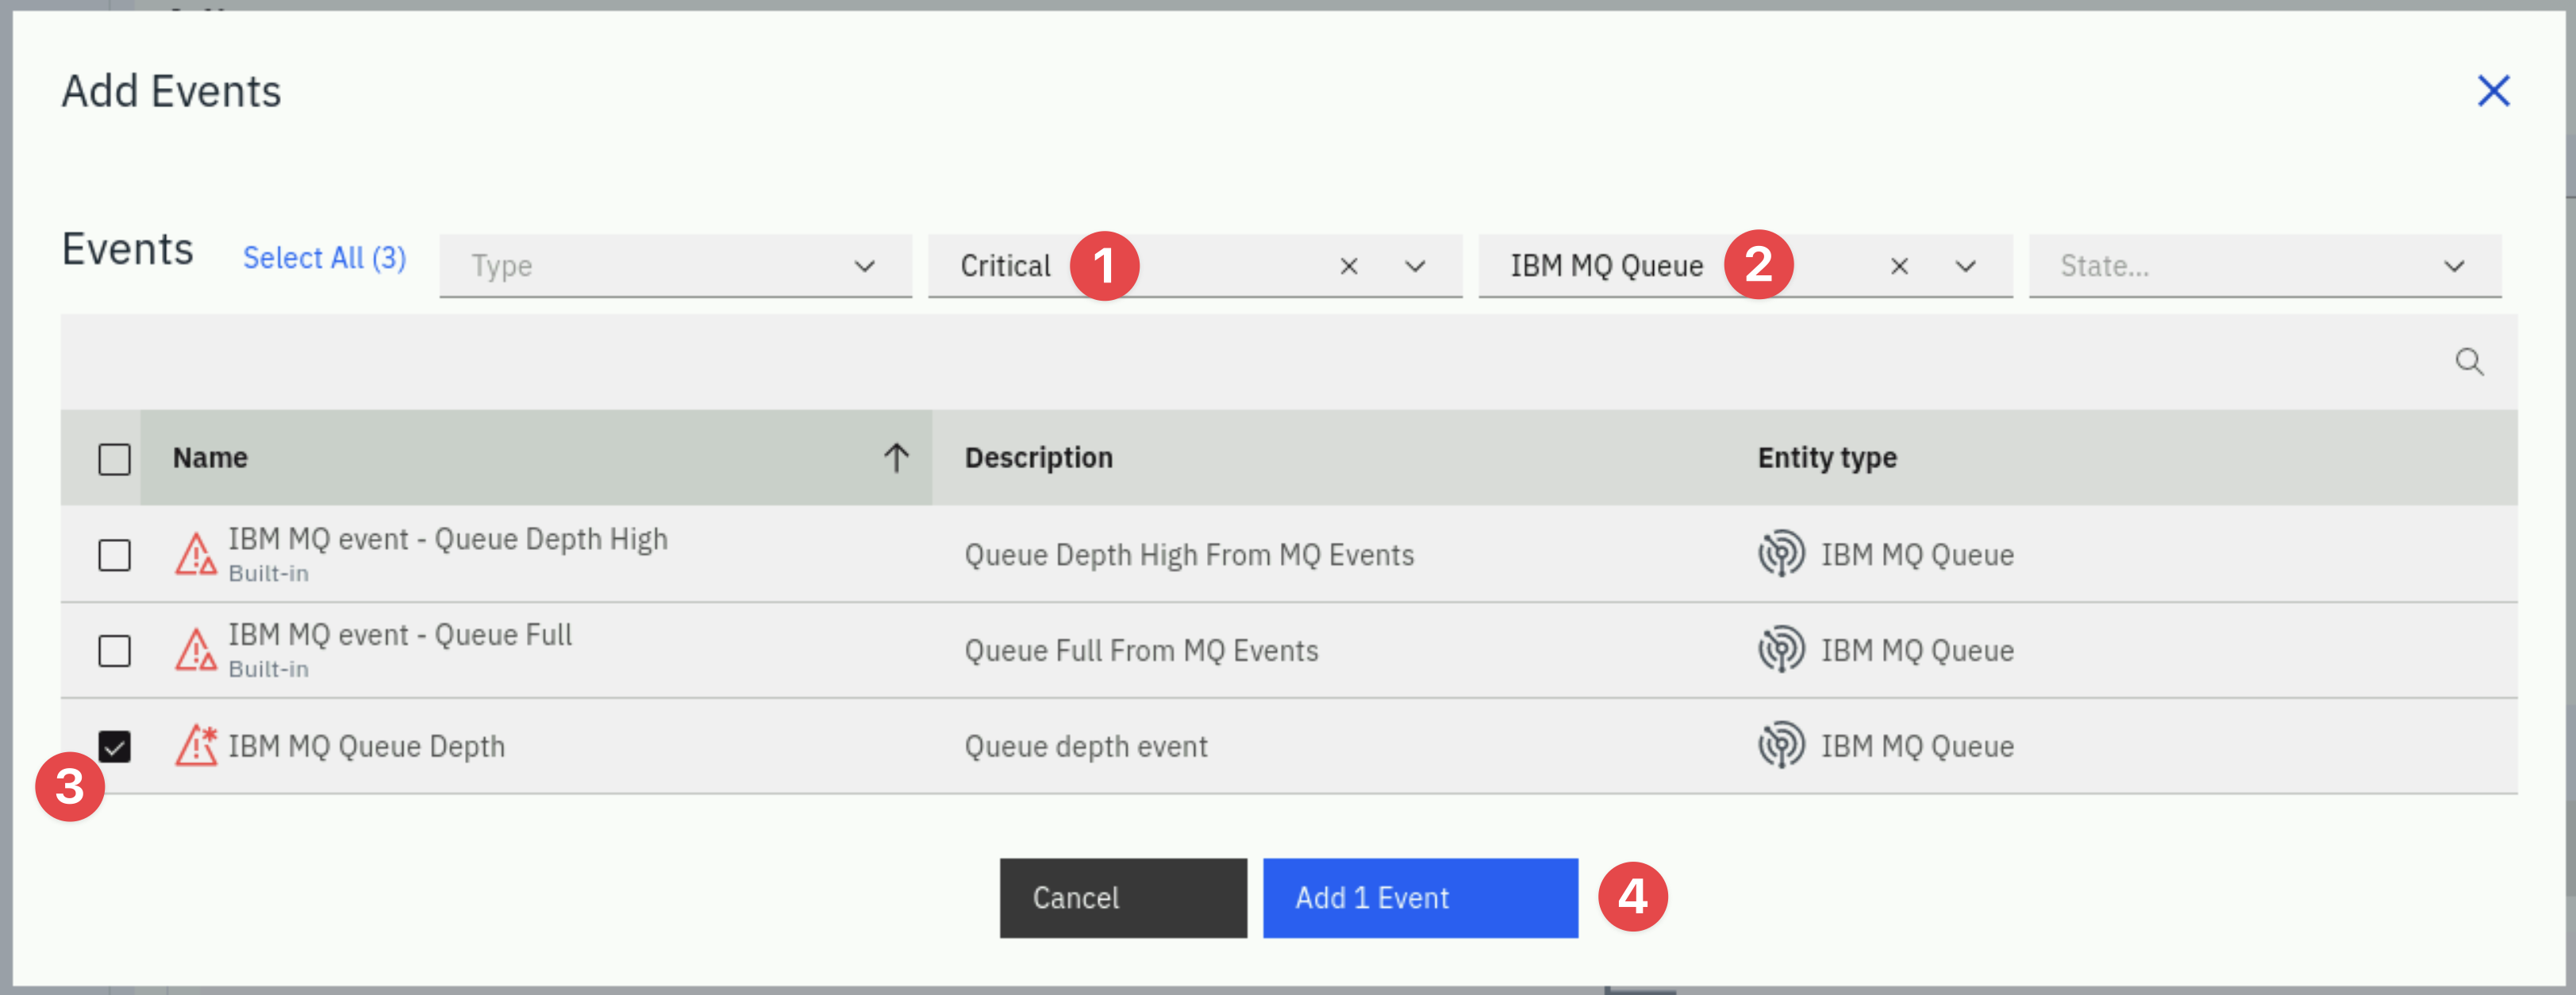 Add Events
Events Select All (3) Type Critical 1 IBM MQ Queue 2 State...
Name Description Entity type
IBM MQ event - Queue Depth High
Built-in
Queue Depth High From MQ Events IBM MQ Queue
IBM MQ event - Queue Full
Built-in
Queue Full From MQ Events IBM MQ Queue
IBM MQ Queue Depth Queue depth event IBM MQ Queue
3
Cancel Add 1 Event 4